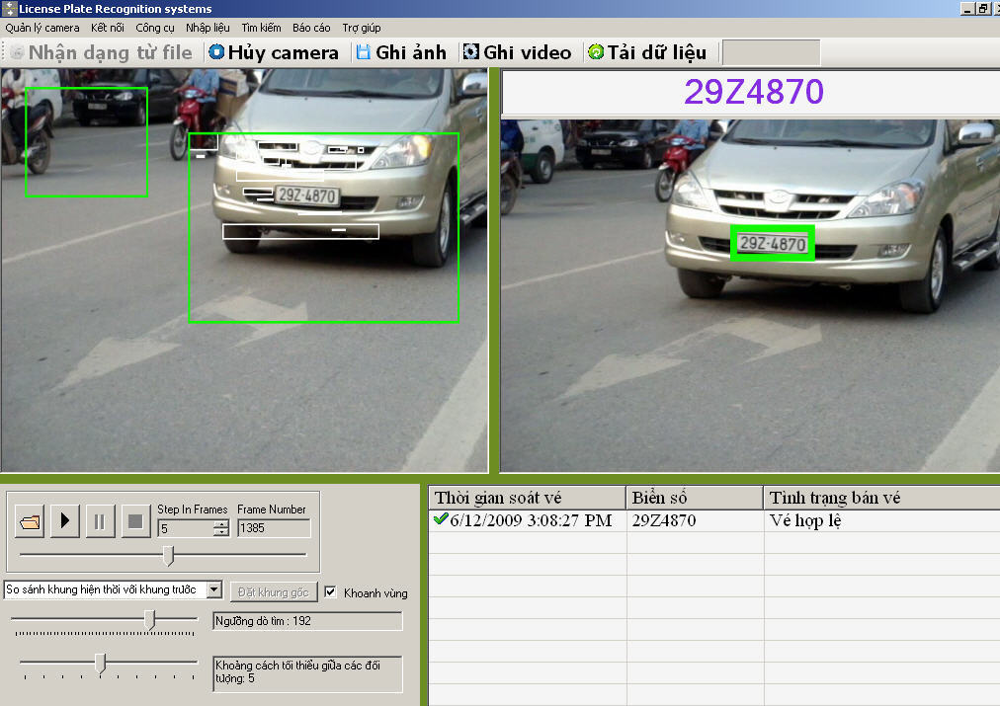 License Plate Recognition systems
Quản lý camera Kết nối Công cụ Nhập liệu Tìm kiếm Báo cáo Trợ giúp
Nhận dạng từ file Hủy camera Ghi ảnh Ghi video Tải dữ liệu
29Z4870
29Z-4870
29Z-4870
Step In Frames Frame Number
5 1385
So sánh khung hiện thời với khung trước Đặt khung gốc Khoanh vùng
Ngưỡng dò tìm : 192
Khoảng cách tối thiểu giữa các đối
tượng: 5
Thời gian soát vé Biển số Tình trạng bán vé
6/12/2009 3:08:27 PM 29Z4870 Vé hợp lệ